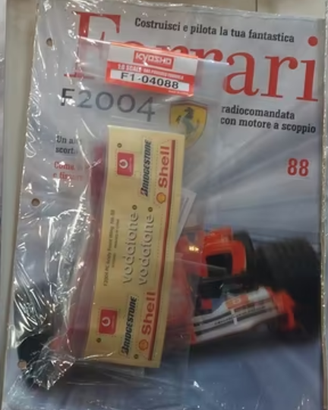 Costruisci e pilota la tua fantastica
Ferrari
KYOSHO
F1-04088
F2004
radiocomandata
con motore a scoppio
88
BRIDGESTONE
Shell
vodafone
vodafone
BRIDGESTONE
Shell